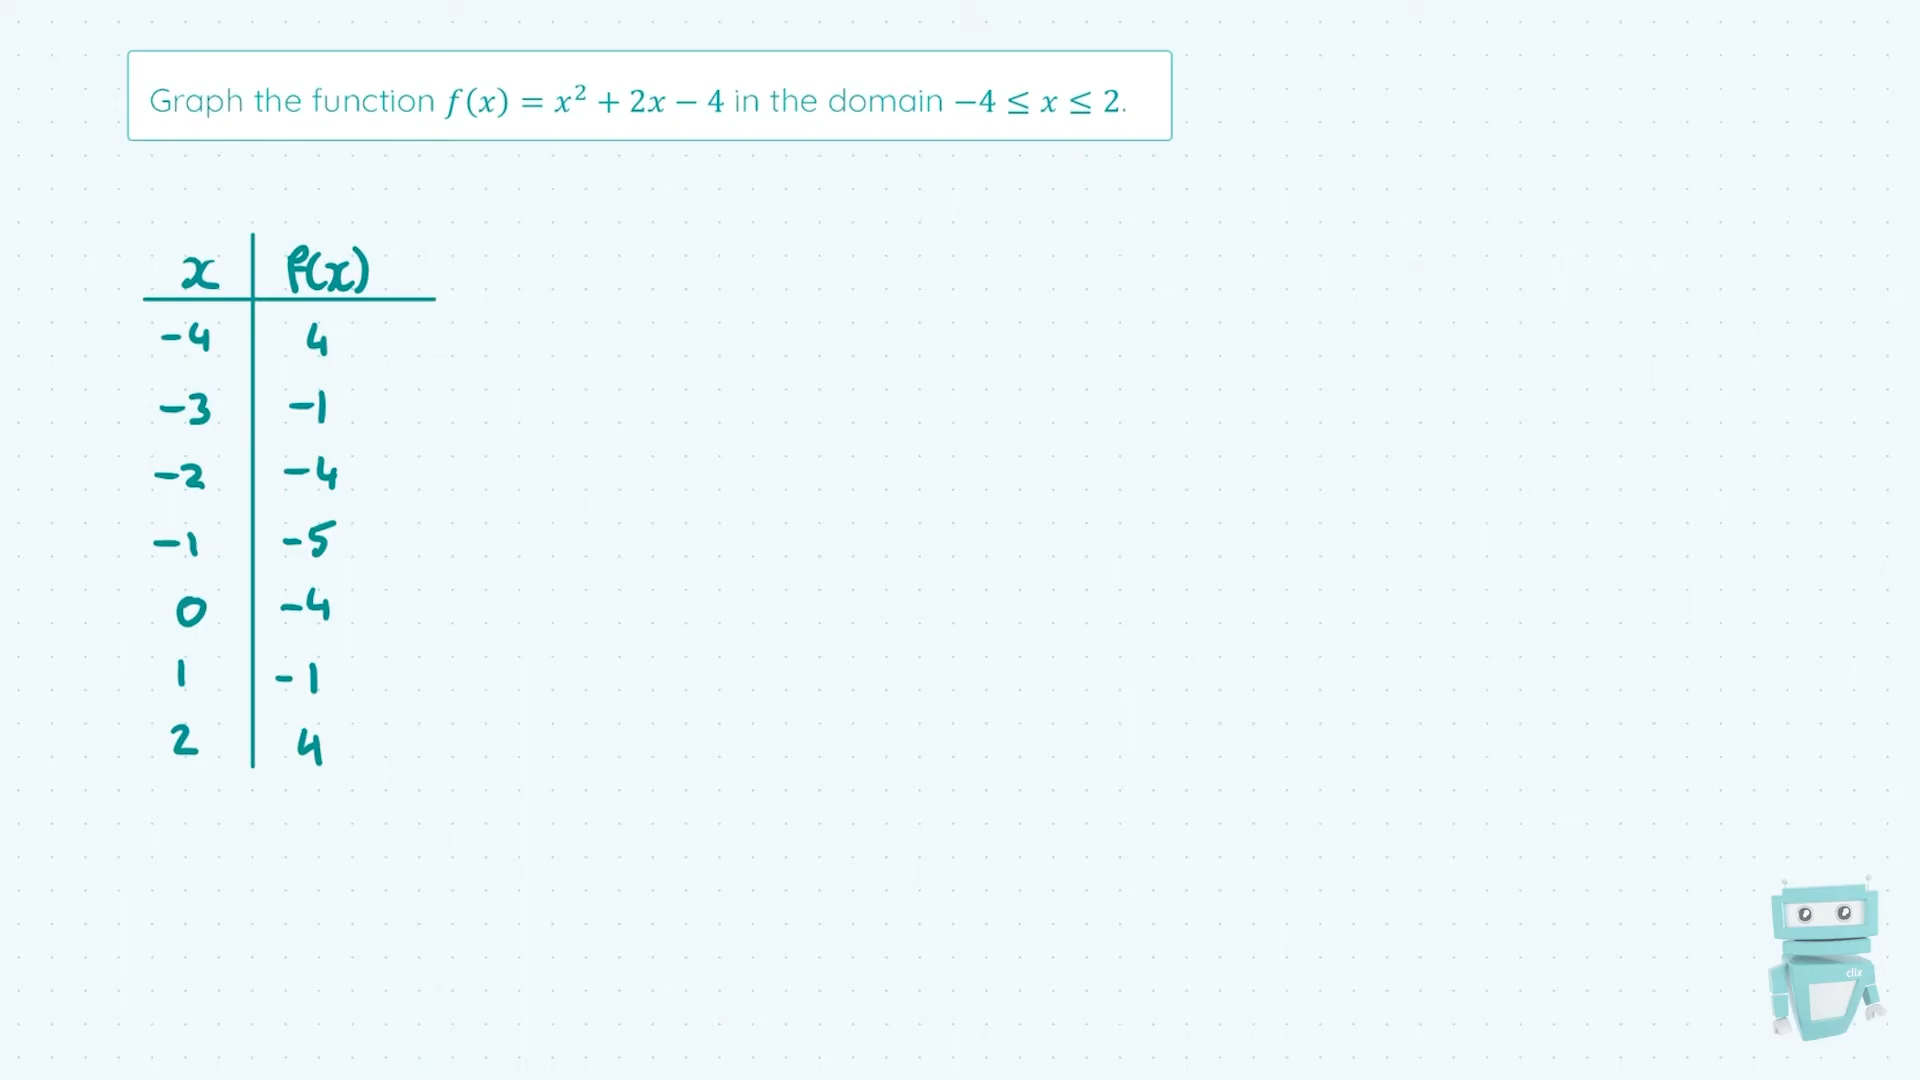 Graph the function f(x) = x² + 2x − 4 in the domain −4 ≤ x ≤ 2.
x f(x)
-4 4
-3 -1
-2 -4
-1 -5
0 -4
1 -1
2 4
clix